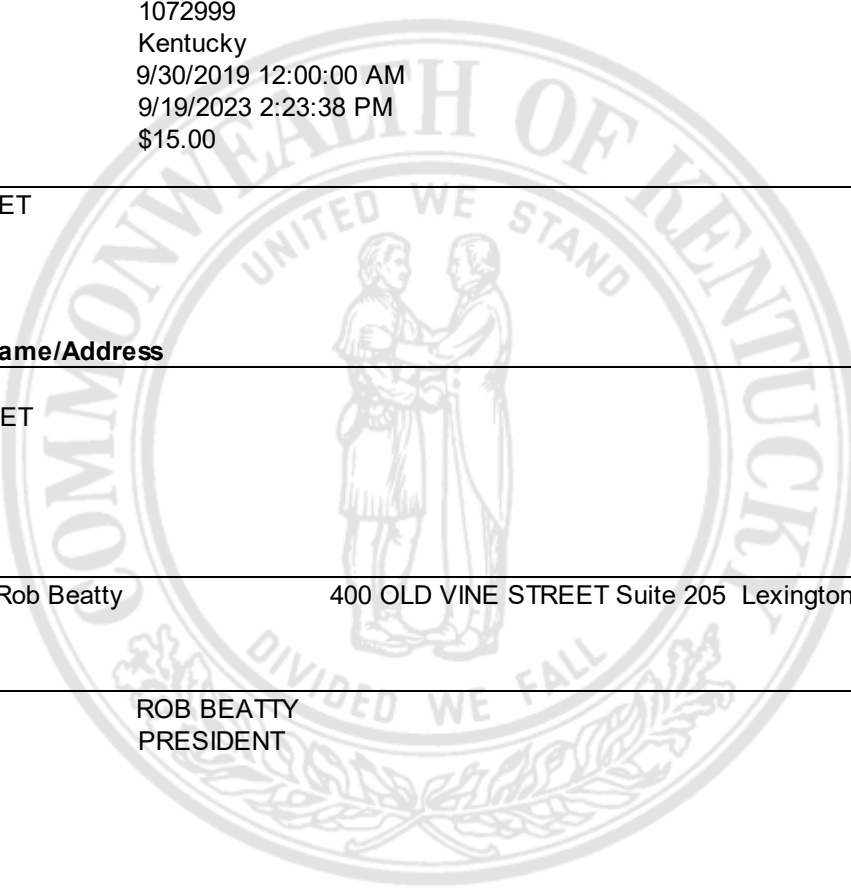 1072999
Kentucky
9/30/2019 12:00:00 AM
9/19/2023 2:23:38 PM
$15.00
ET
ame/Address
ET
Rob Beatty 400 OLD VINE STREET Suite 205 Lexington
ROB BEATTY
PRESIDENT
COMMONWEALTH OF KENTUCKY
UNITED WE STAND
DIVIDED WE FALL